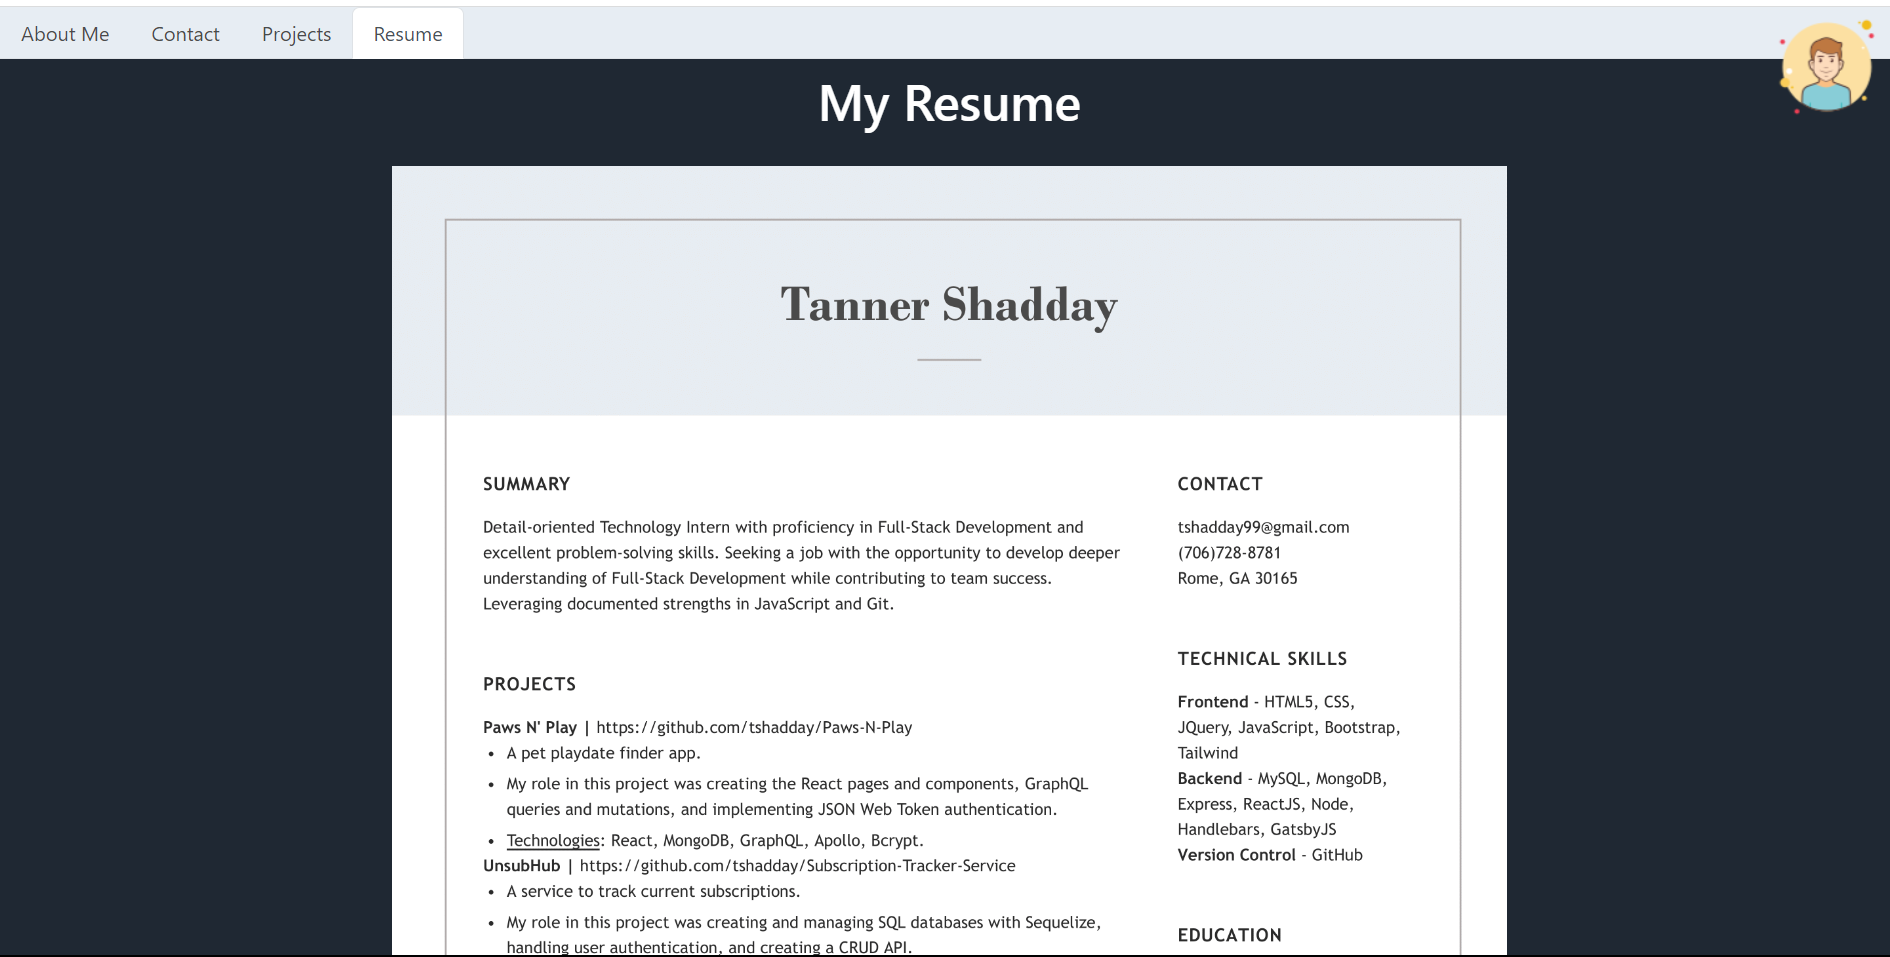 About Me Contact Projects Resume
My Resume
Tanner Shadday
SUMMARY
Detail-oriented Technology Intern with proficiency in Full-Stack Development and
excellent problem-solving skills. Seeking a job with the opportunity to develop deeper
understanding of Full-Stack Development while contributing to team success.
Leveraging documented strengths in JavaScript and Git.
PROJECTS
Paws N' Play | https://github.com/tshadday/Paws-N-Play
• A pet playdate finder app.
• My role in this project was creating the React pages and components, GraphQL
queries and mutations, and implementing JSON Web Token authentication.
• Technologies: React, MongoDB, GraphQL, Apollo, Bcrypt.
UnsubHub | https://github.com/tshadday/Subscription-Tracker-Service
• A service to track current subscriptions.
• My role in this project was creating and managing SQL databases with Sequelize,
handling user authentication, and creating a CRUD API.
CONTACT
tshadday99@gmail.com
(706)728-8781
Rome, GA 30165
TECHNICAL SKILLS
Frontend - HTML5, CSS,
JQuery, JavaScript, Bootstrap,
Tailwind
Backend - MySQL, MongoDB,
Express, ReactJS, Node,
Handlebars, GatsbyJS
Version Control - GitHub
EDUCATION